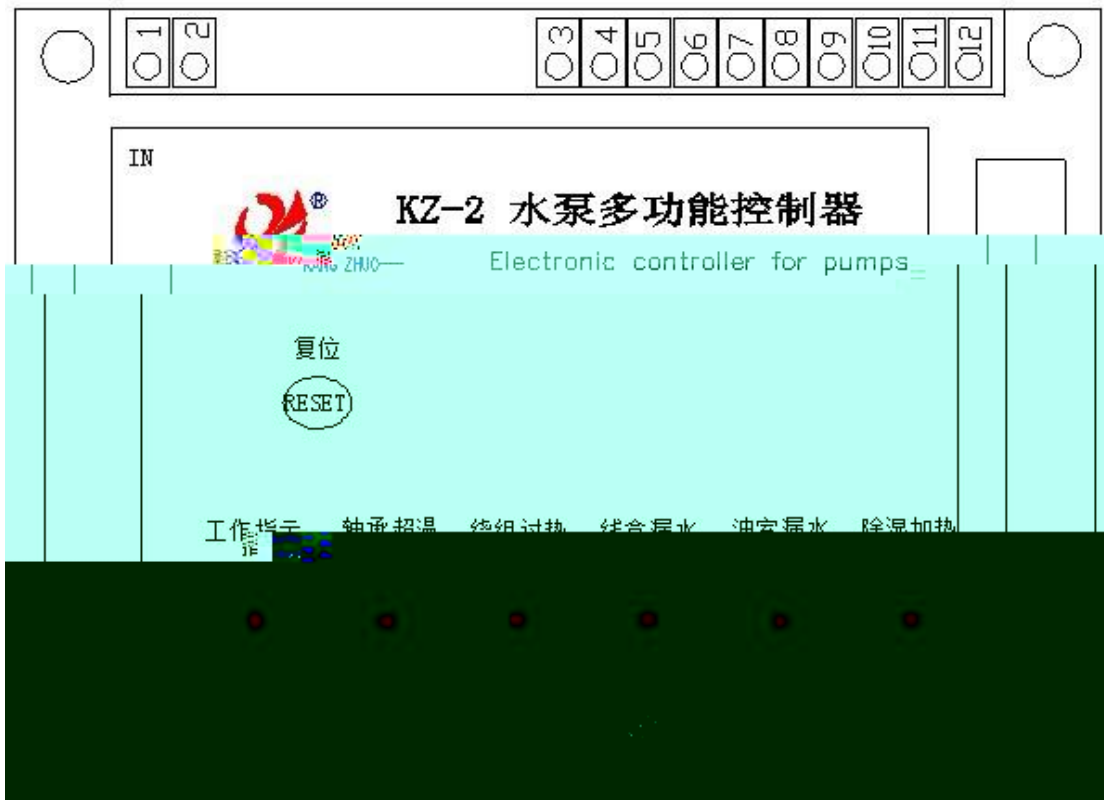 1 2 3 4 5 6 7 8 9 10 11 12
IN
® KZ-2 水泵多功能控制器
KANG ZHUO Electronic controller for pumps
复位
RESET
工作指示 轴承超温 绕组过热 线盒漏水 油室漏水 除湿加热